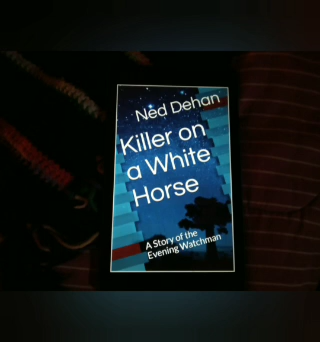 Ned Dehan
Killer on
a White
Horse
A Story of the
Evening Watchman